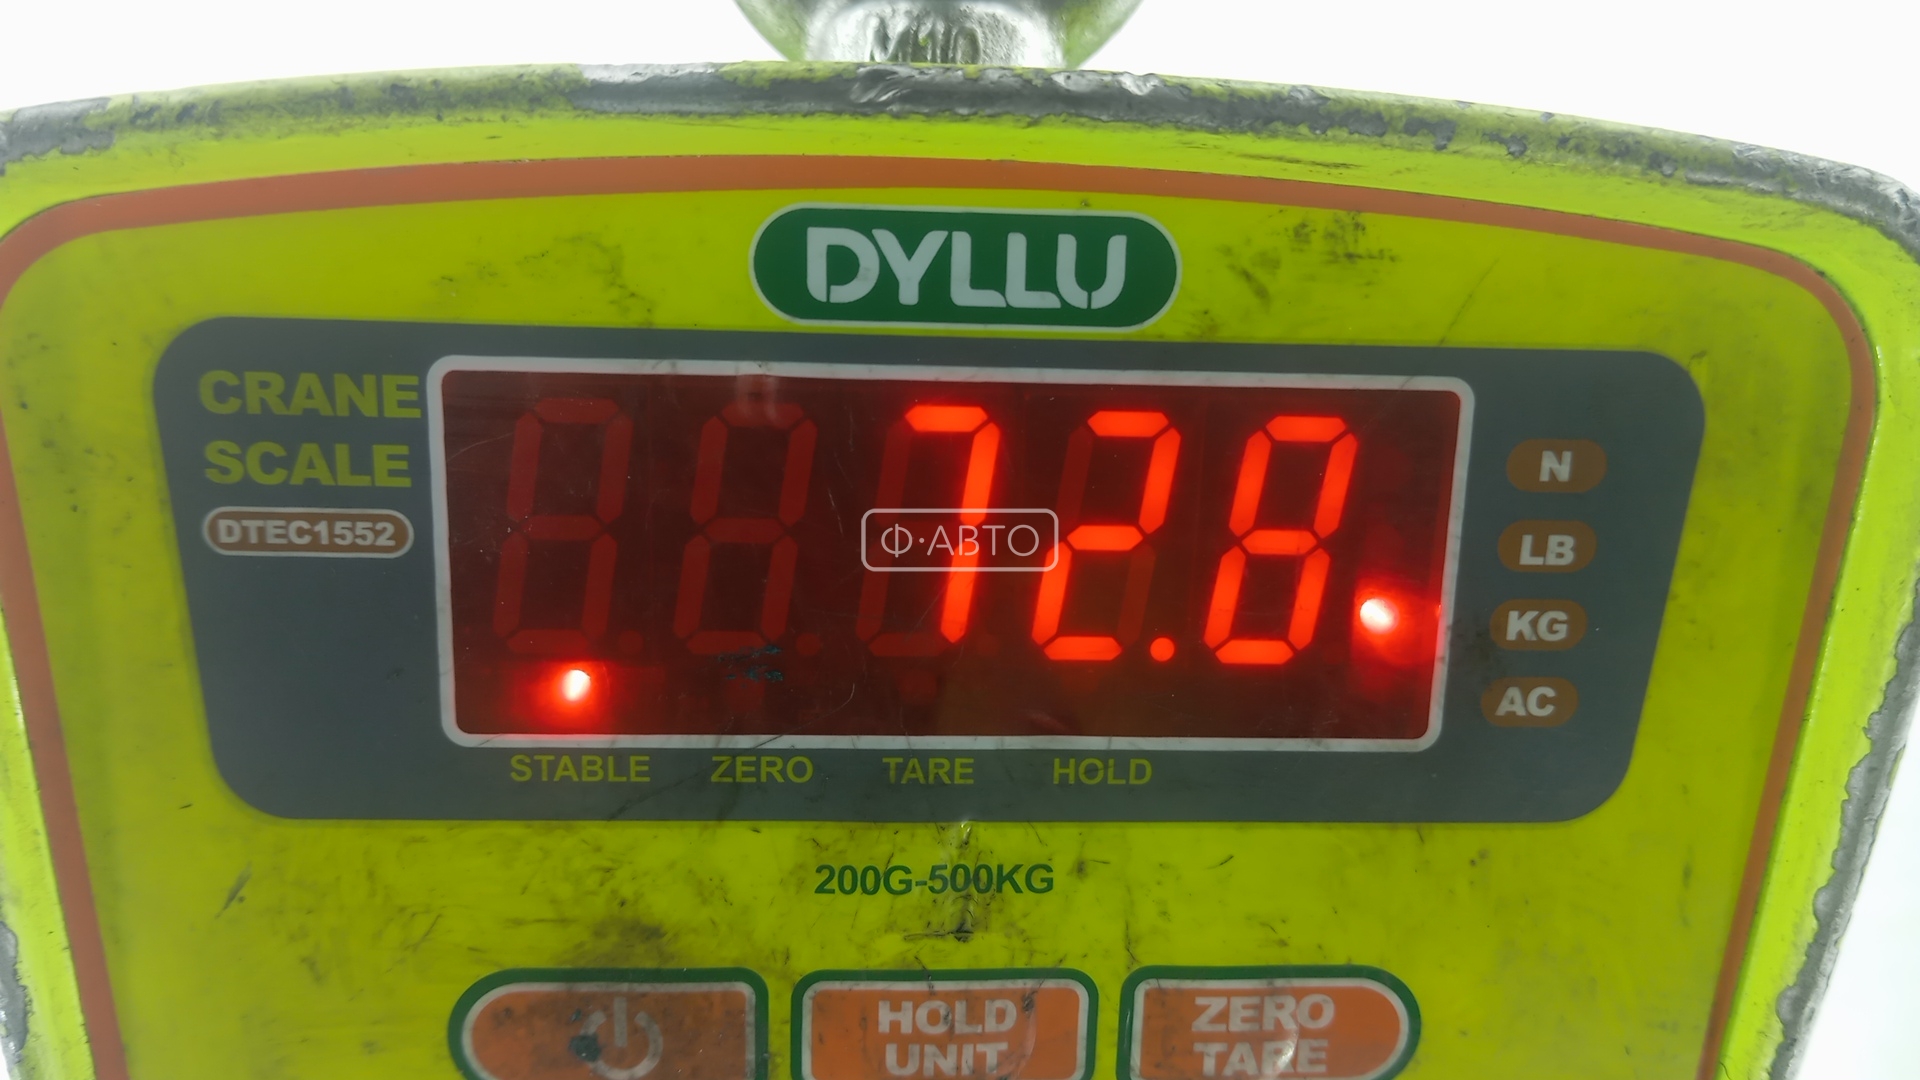 M10
DYLLU
CRANE
SCALE
DTEC1552
72.8
Ф·АВТО
N
LB
KG
AC
STABLE ZERO TARE HOLD
200G-500KG
HOLD
UNIT
ZERO
TARE